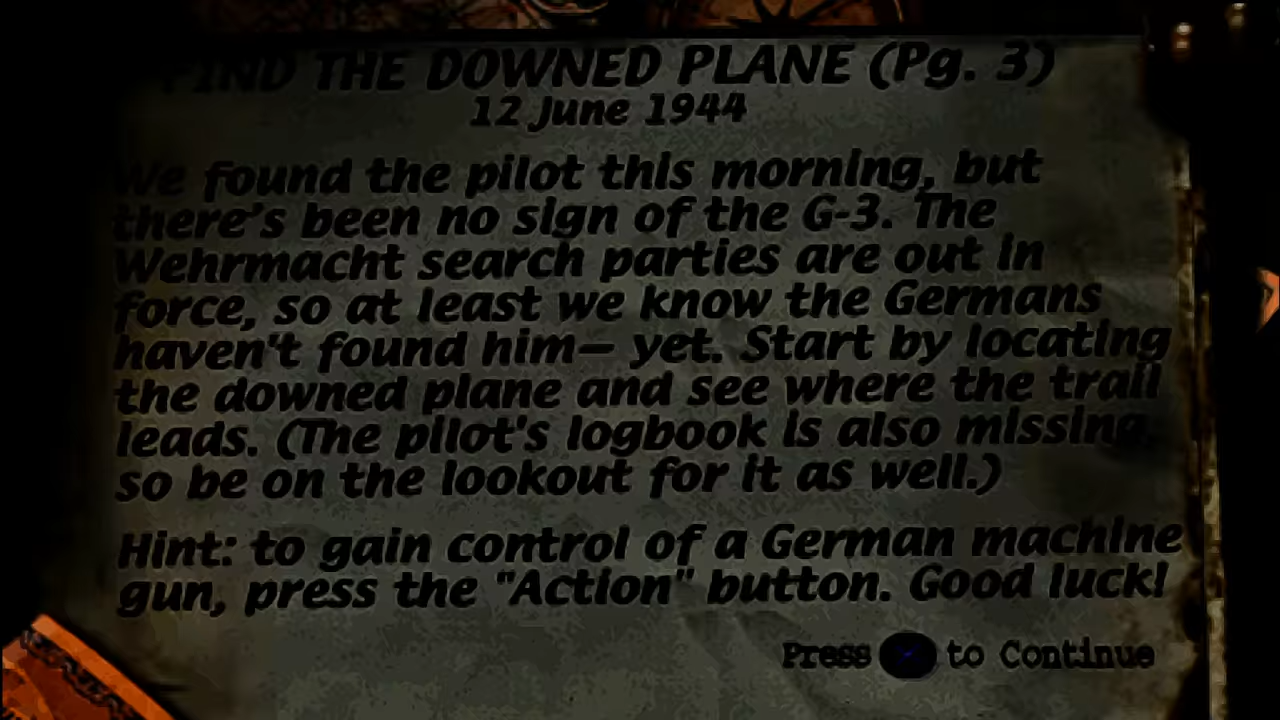 FIND THE DOWNED PLANE (Pg. 3)
12 June 1944
We found the pilot this morning, but
there's been no sign of the G-3. The
Wehrmacht search parties are out in
force, so at least we know the Germans
haven't found him— yet. Start by locating
the downed plane and see where the trail
leads. (The pilot's logbook is also missing,
so be on the lookout for it as well.)
Hint: to gain control of a German machine
gun, press the "Action" button. Good luck!
Press to Continue